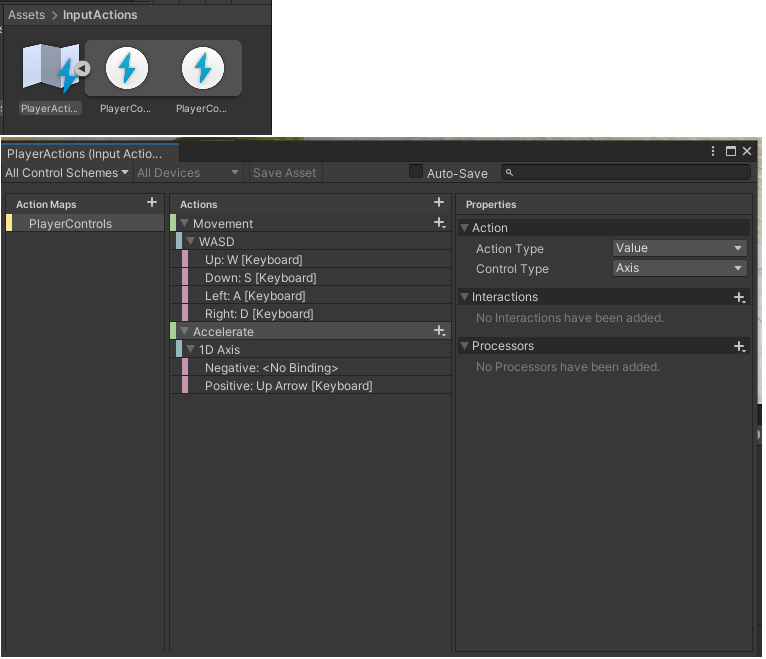 Assets > InputActions
PlayerActi... PlayerCo... PlayerCo...
PlayerActions (Input Actio...
All Control Schemes All Devices Save Asset Auto-Save
Action Maps
PlayerControls
Actions
Movement
WASD
Up: W [Keyboard]
Down: S [Keyboard]
Left: A [Keyboard]
Right: D [Keyboard]
Accelerate
1D Axis
Negative: <No Binding>
Positive: Up Arrow [Keyboard]
Properties
Action
Action Type Value
Control Type Axis
Interactions
No Interactions have been added.
Processors
No Processors have been added.